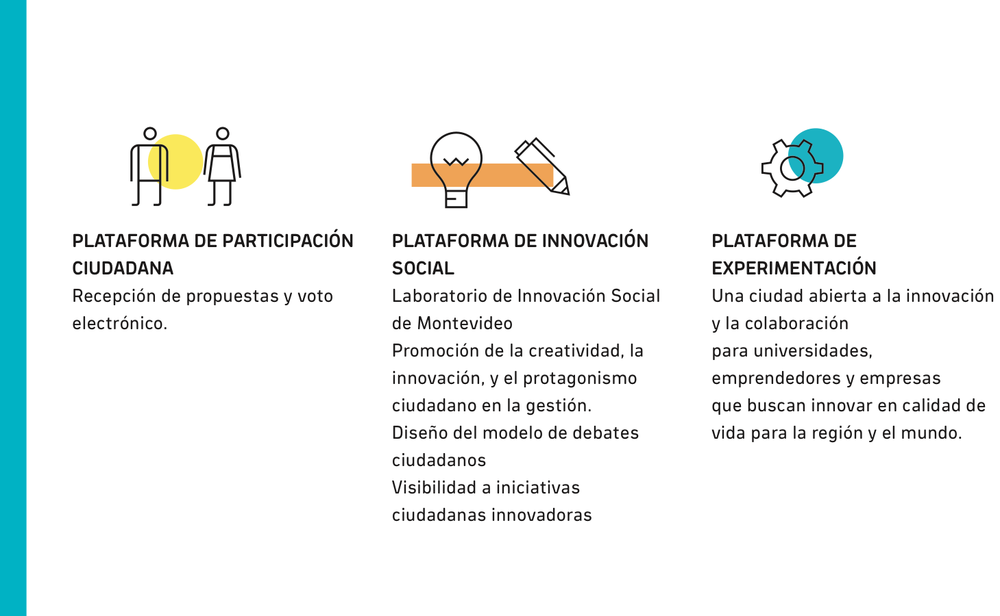 PLATAFORMA DE PARTICIPACIÓN
CIUDADANA
Recepción de propuestas y voto
electrónico.
PLATAFORMA DE INNOVACIÓN
SOCIAL
Laboratorio de Innovación Social
de Montevideo
Promoción de la creatividad, la
innovación, y el protagonismo
ciudadano en la gestión.
Diseño del modelo de debates
ciudadanos
Visibilidad a iniciativas
ciudadanas innovadoras
PLATAFORMA DE
EXPERIMENTACIÓN
Una ciudad abierta a la innovación
y la colaboración
para universidades,
emprendedores y empresas
que buscan innovar en calidad de
vida para la región y el mundo.